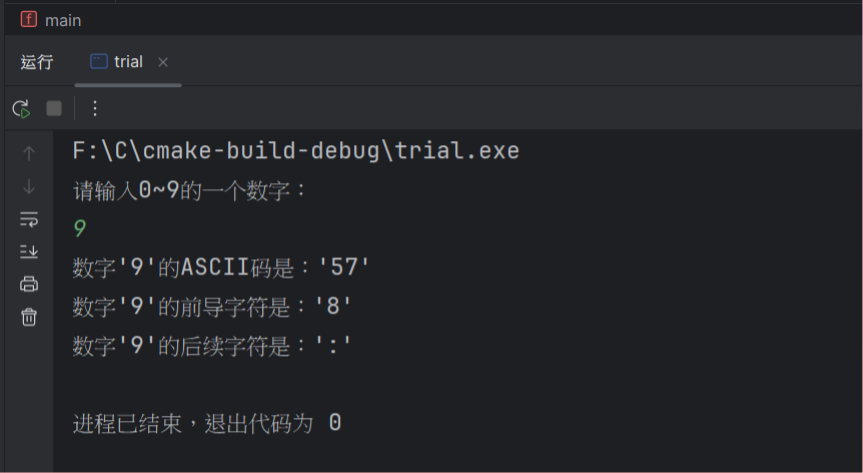 main
运行 trial
F:\C\cmake-build-debug\trial.exe
请输入0~9的一个数字：
9
数字'9'的ASCII码是：'57'
数字'9'的前导字符是：'8'
数字'9'的后续字符是：':'
进程已结束，退出代码为 0